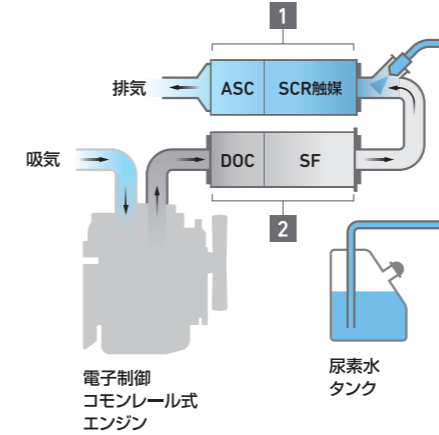 1
排気
ASC
SCR触媒
吸気
DOC
SF
2
電子制御
コモンレール式
エンジン
尿素水
タンク